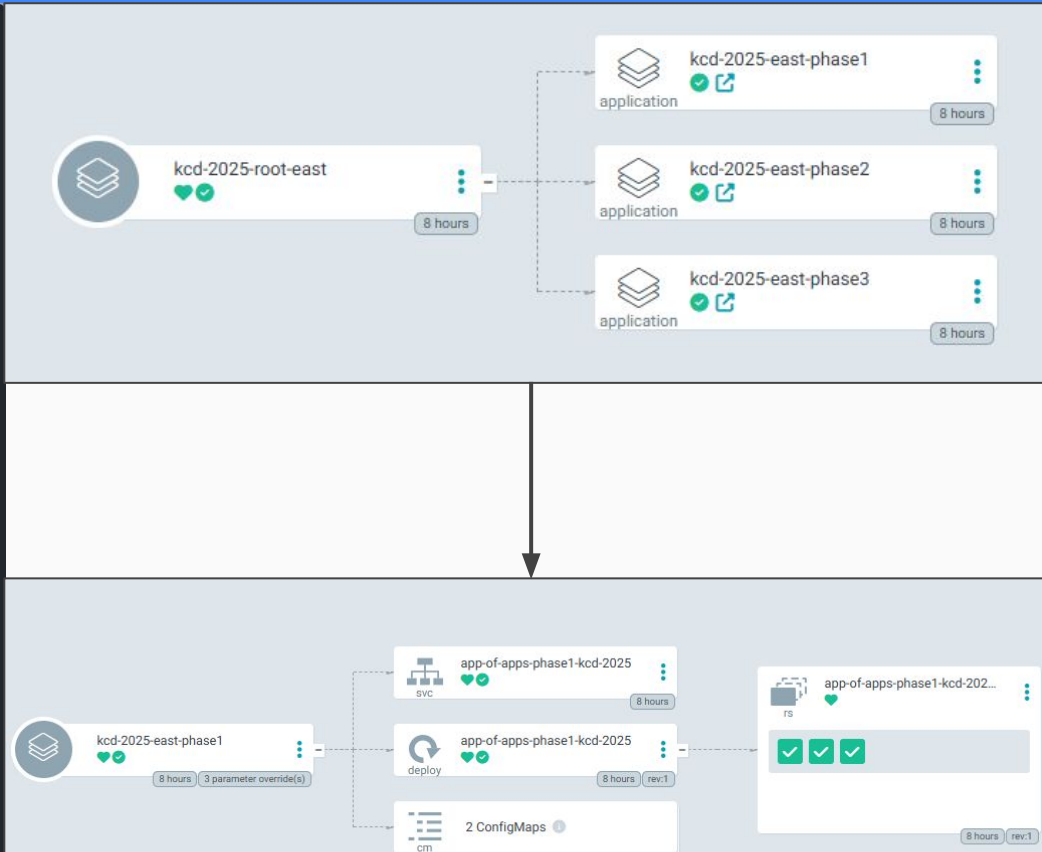 kcd-2025-east-phase1
application
8 hours
kcd-2025-root-east
8 hours
kcd-2025-east-phase2
application
8 hours
kcd-2025-east-phase3
application
8 hours
app-of-apps-phase1-kcd-2025
svc
8 hours
app-of-apps-phase1-kcd-202...
rs
kcd-2025-east-phase1
8 hours 3 parameter override(s)
app-of-apps-phase1-kcd-2025
deploy
8 hours rev:1
2 ConfigMaps
cm
8 hours rev:1